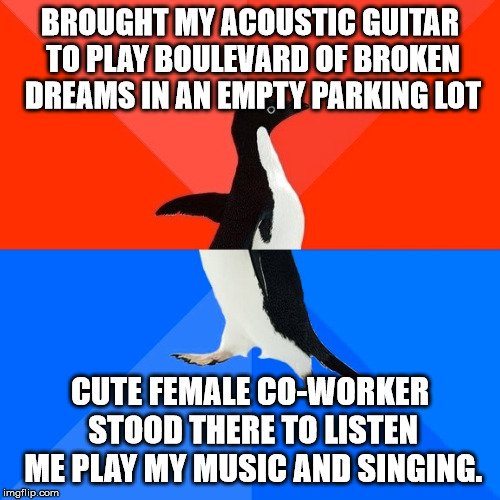 BROUGHT MY ACOUSTIC GUITAR
TO PLAY BOULEVARD OF BROKEN
DREAMS IN AN EMPTY PARKING LOT
CUTE FEMALE CO-WORKER
STOOD THERE TO LISTEN
ME PLAY MY MUSIC AND SINGING.
imgflip.com